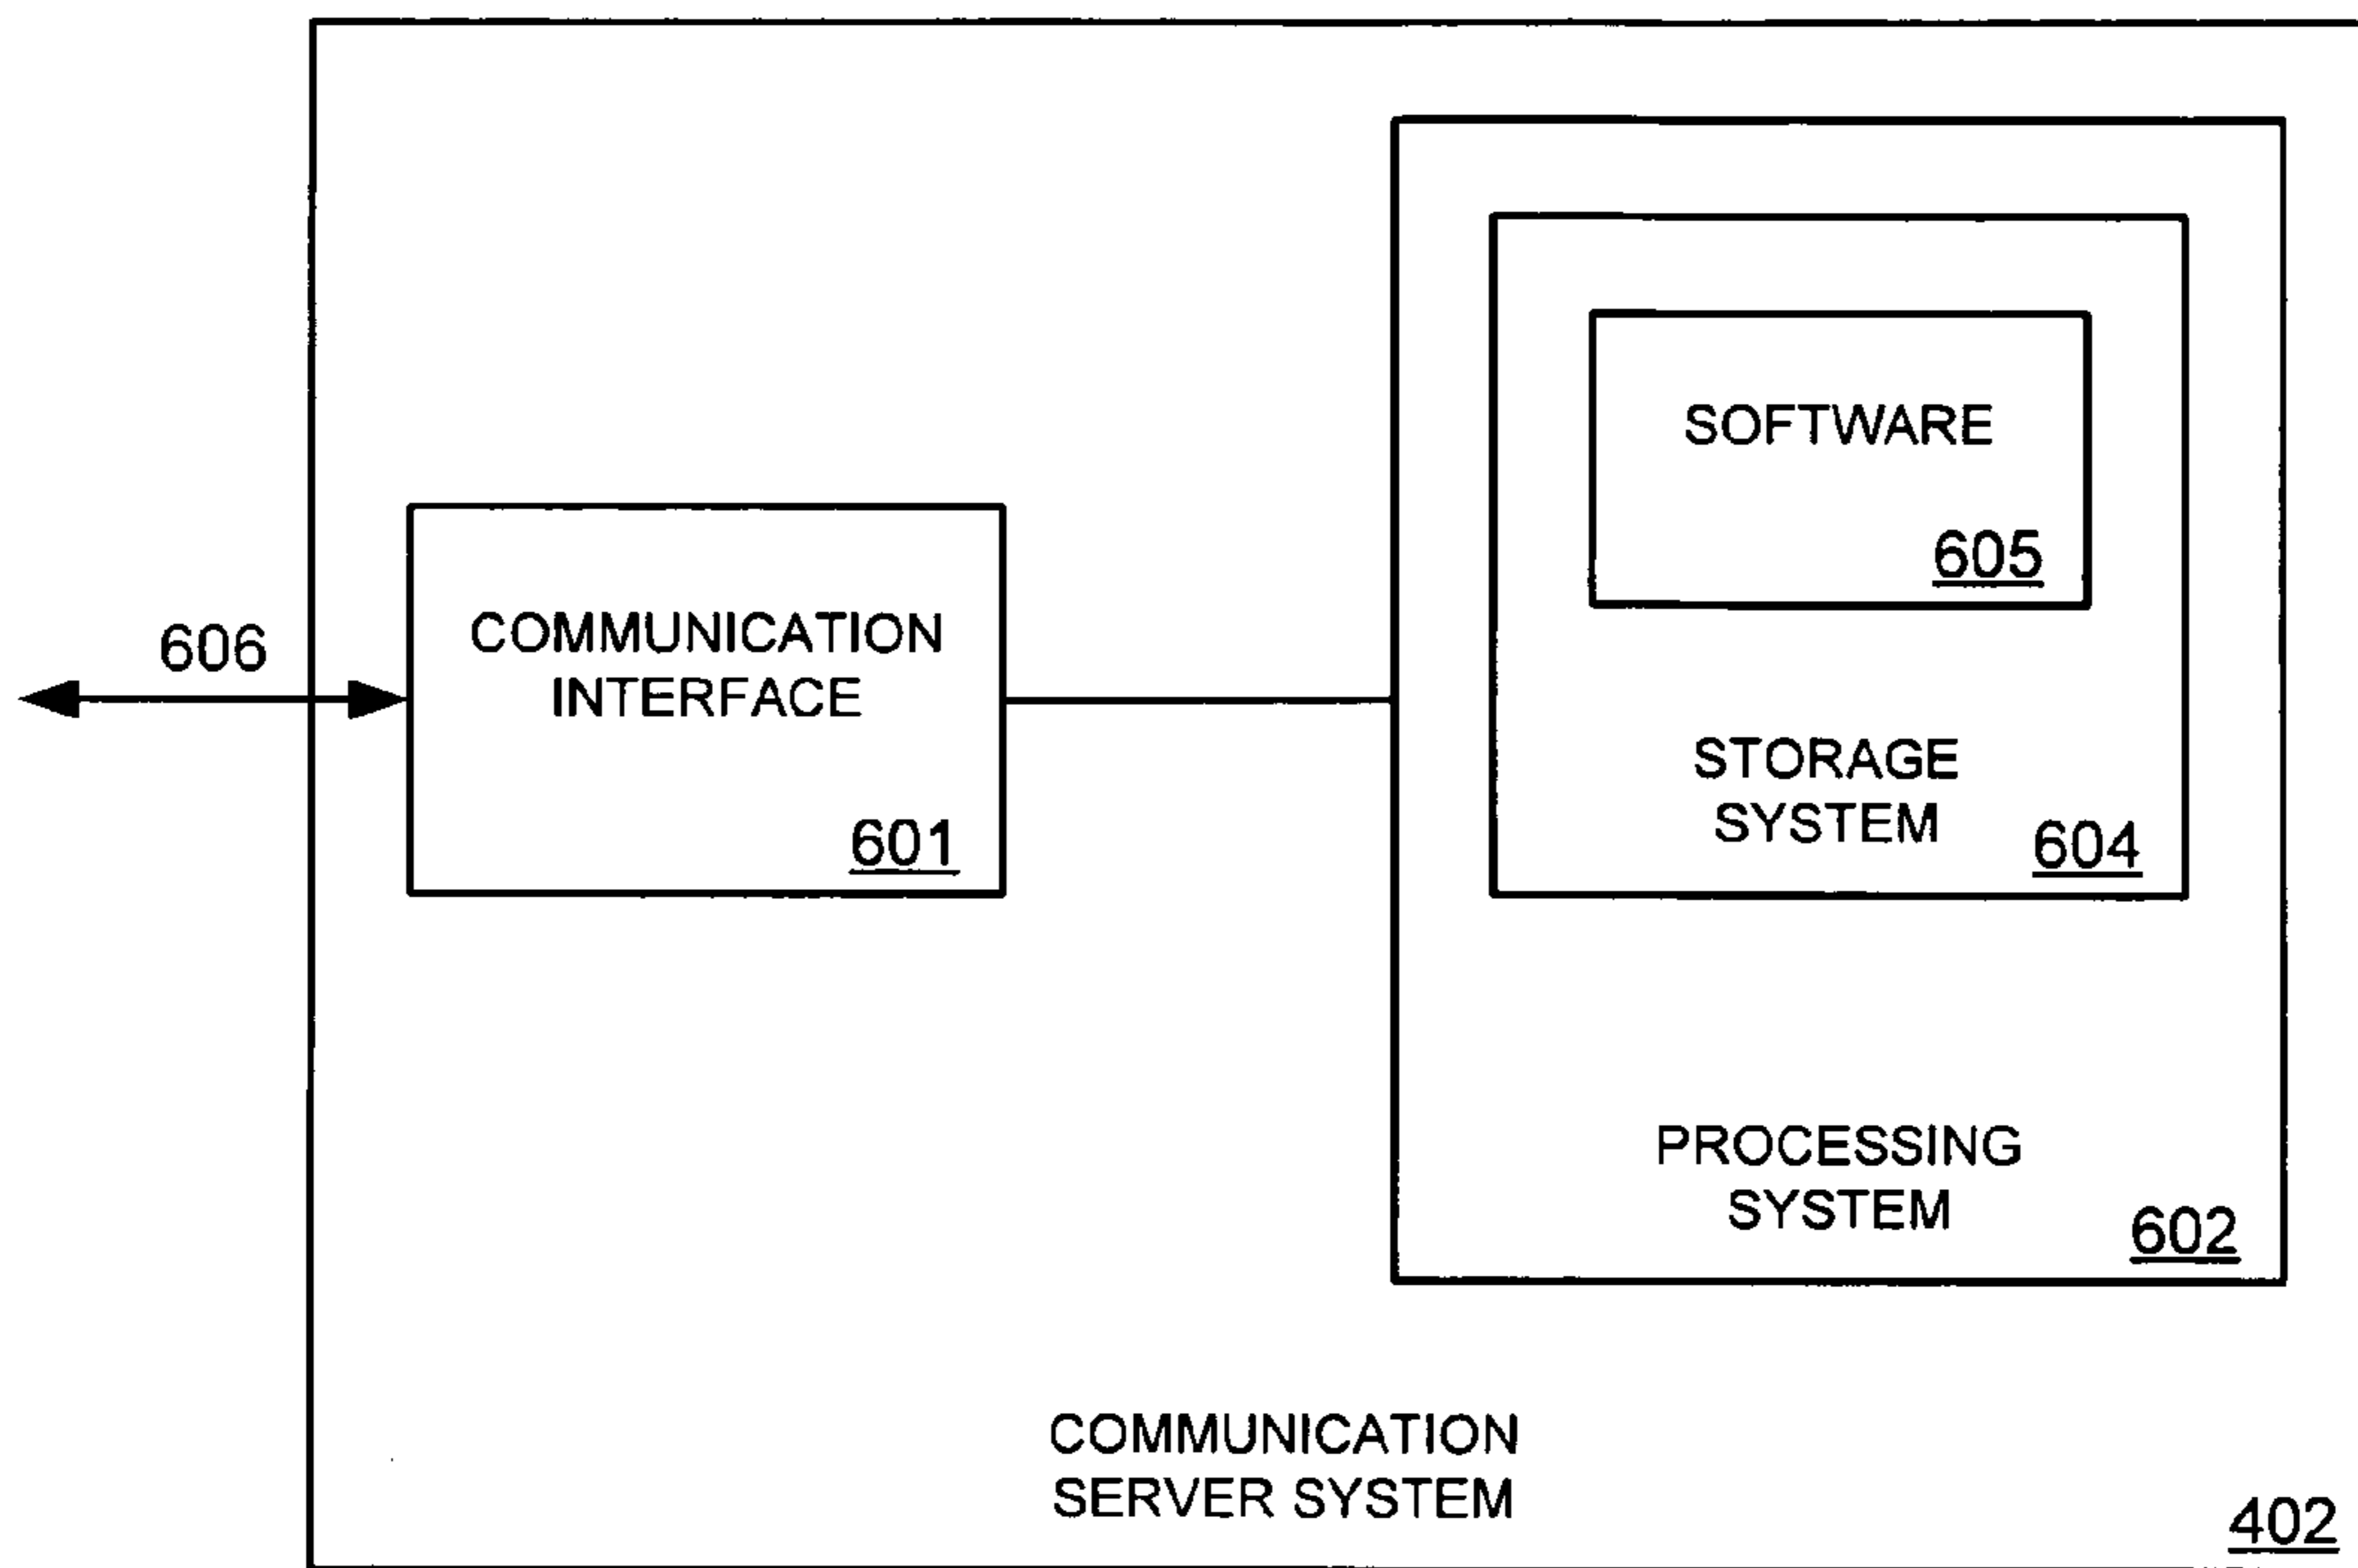 606
COMMUNICATION
INTERFACE
601
SOFTWARE
605
STORAGE
SYSTEM
604
PROCESSING
SYSTEM
602
COMMUNICATION
SERVER SYSTEM
402